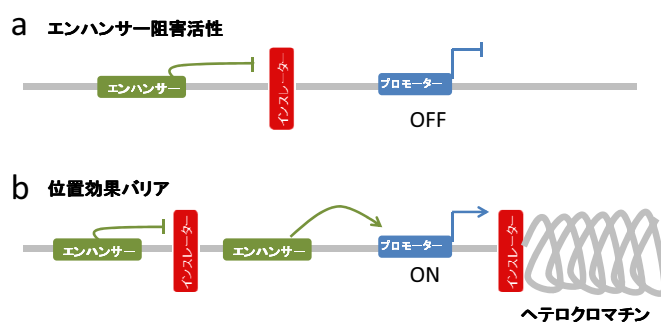 a エンハンサー阻害活性
エンハンサー
インスレーター
プロモーター
OFF
b 位置効果バリア
エンハンサー
インスレーター
エンハンサー
プロモーター
ON
インスレーター
ヘテロクロマチン